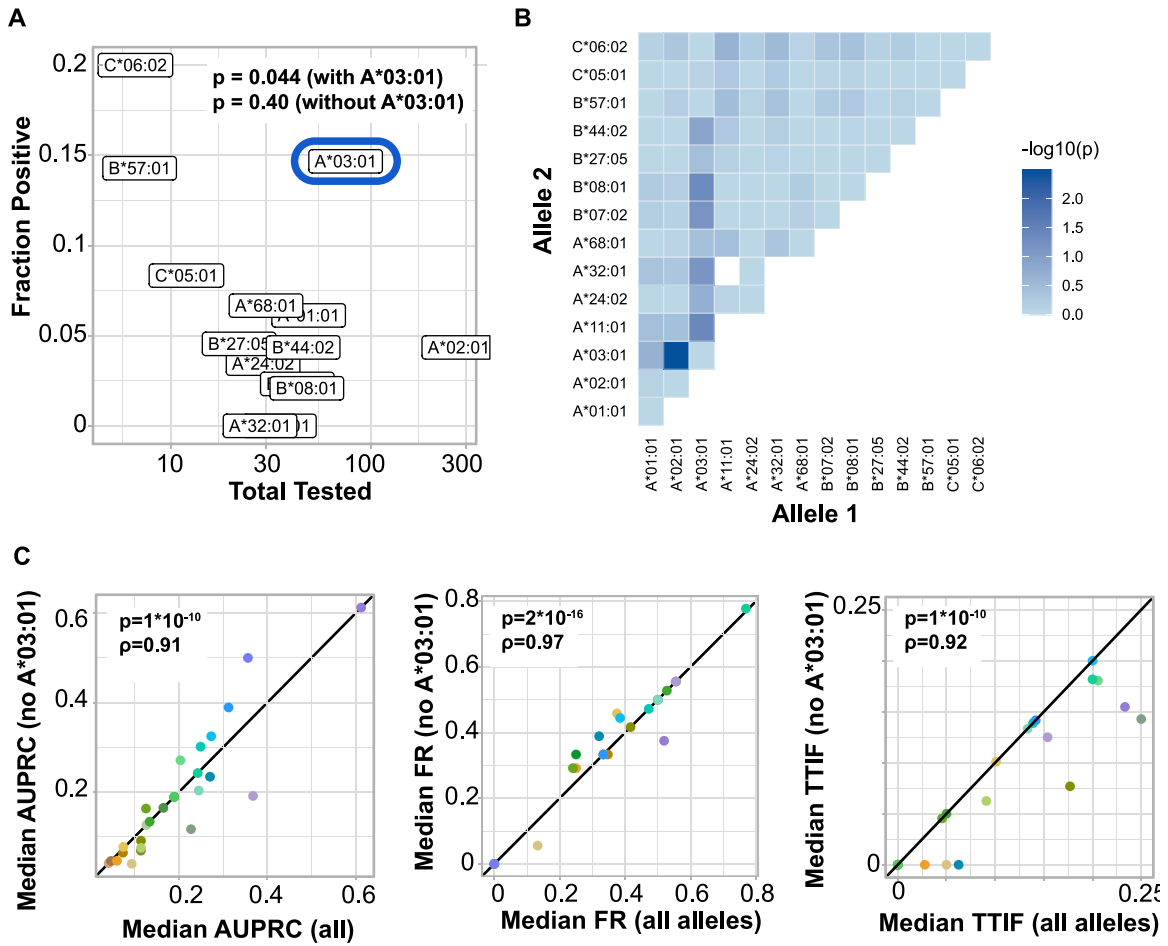 A
Fraction Positive
0.2
0.15
0.1
0.05
0
C*06:02
p = 0.044 (with A*03:01)
p = 0.40 (without A*03:01)
A*03:01
B*57:01
C*05:01
A*68:01
A*01:01
B*27:05
B*44:02
A*02:01
A*24:02
B*08:01
A*32:01
10
30
100
300
Total Tested
B
Allele 2
C*06:02
C*05:01
B*57:01
B*44:02
B*27:05
B*08:01
B*07:02
A*68:01
A*32:01
A*24:02
A*11:01
A*03:01
A*02:01
A*01:01
A*01:01
A*02:01
A*03:01
A*11:01
A*24:02
A*32:01
A*68:01
B*07:02
B*08:01
B*27:05
B*44:02
B*57:01
C*05:01
C*06:02
Allele 1
-log10(p)
2.0
1.5
1.0
0.5
0.0
C
Median AUPRC (no A*03:01)
0.6
0.4
0.2
p=1*10⁻¹⁰
ρ=0.91
0.2
0.4
0.6
Median AUPRC (all)
Median FR (no A*03:01)
0.8
0.6
0.4
0.2
0
p=2*10⁻¹⁶
ρ=0.97
0
0.2
0.4
0.6
0.8
Median FR (all alleles)
Median TTIF (no A*03:01)
0.25
0
p=1*10⁻¹⁰
ρ=0.92
0
0.25
Median TTIF (all alleles)